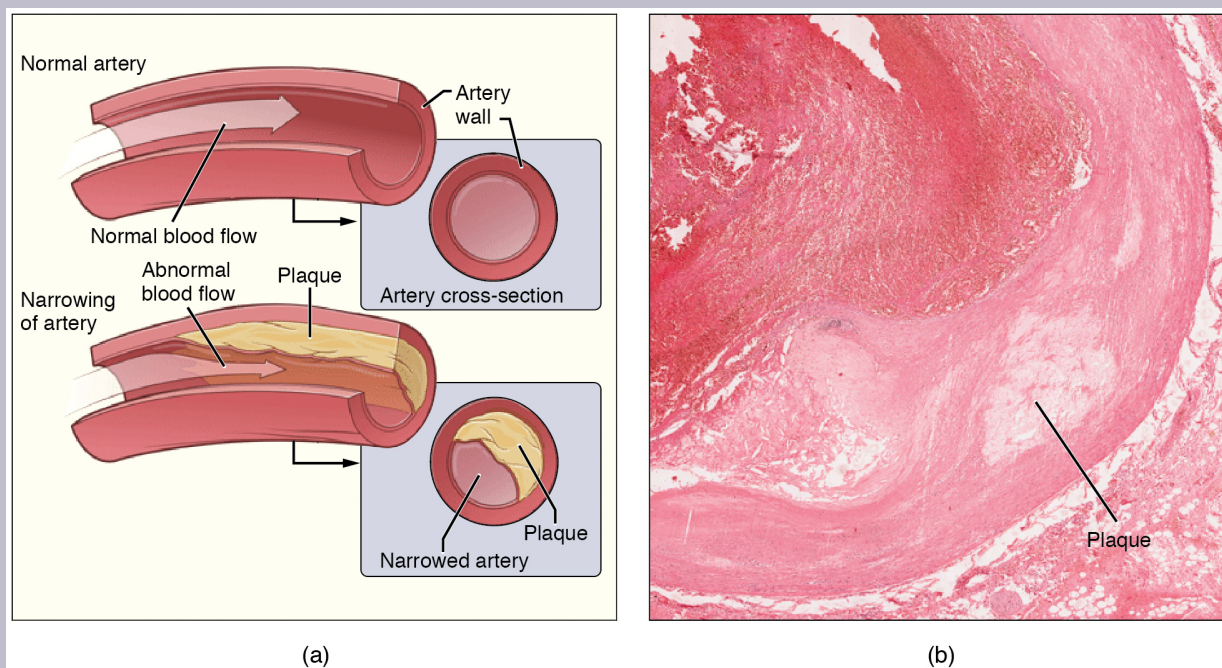 Normal artery
Artery
wall
Normal blood flow
Artery cross-section
Abnormal
blood flow
Plaque
Narrowing
of artery
Plaque
Narrowed artery
Plaque
(a)
(b)